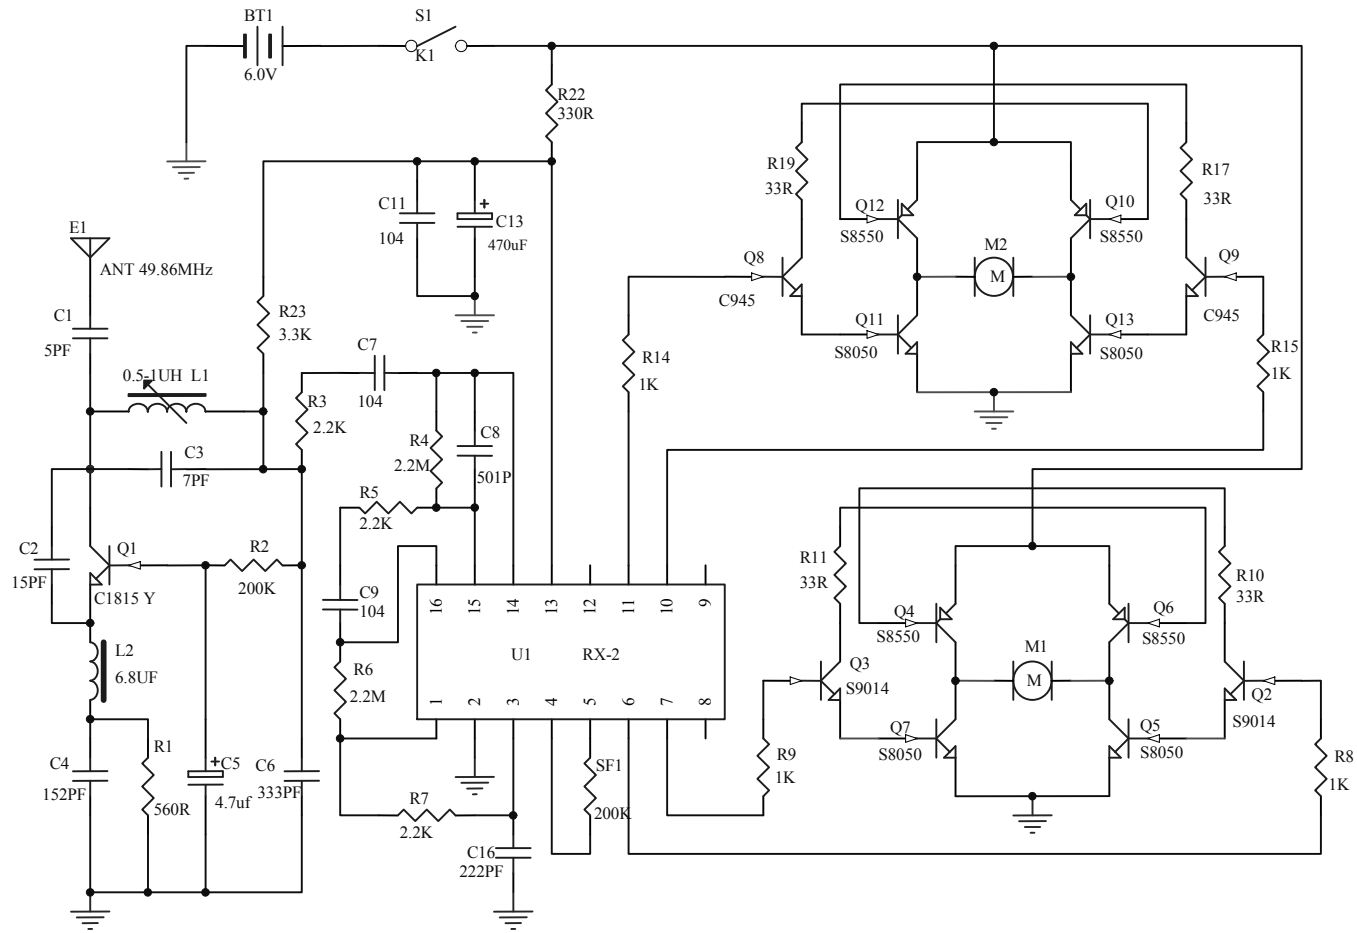 BT1
S1
K1
6.0V
R22
330R
R19
33R
R17
33R
C11
104
+
C13
470uF
Q12
S8550
Q10
S8550
E1
ANT 49.86MHz
M2
M
Q8
C945
Q9
C945
C1
5PF
R23
3.3K
Q11
S8050
Q13
S8050
R14
1K
R15
1K
C7
104
0.5-1UH L1
R3
2.2K
R4
2.2M
C8
501P
C3
7PF
R5
2.2K
C2
15PF
Q1
C1815 Y
R2
200K
C9
104
16
15
14
13
12
11
10
9
U1
RX-2
1
2
3
4
5
6
7
8
R11
33R
R10
33R
Q4
S8550
Q6
S8550
M1
M
Q3
S9014
Q2
S9014
Q7
S8050
Q5
S8050
L2
6.8UF
R6
2.2M
R9
1K
R8
1K
R1
560R
C4
152PF
+
C5
4.7uf
C6
333PF
SF1
200K
R7
2.2K
C16
222PF